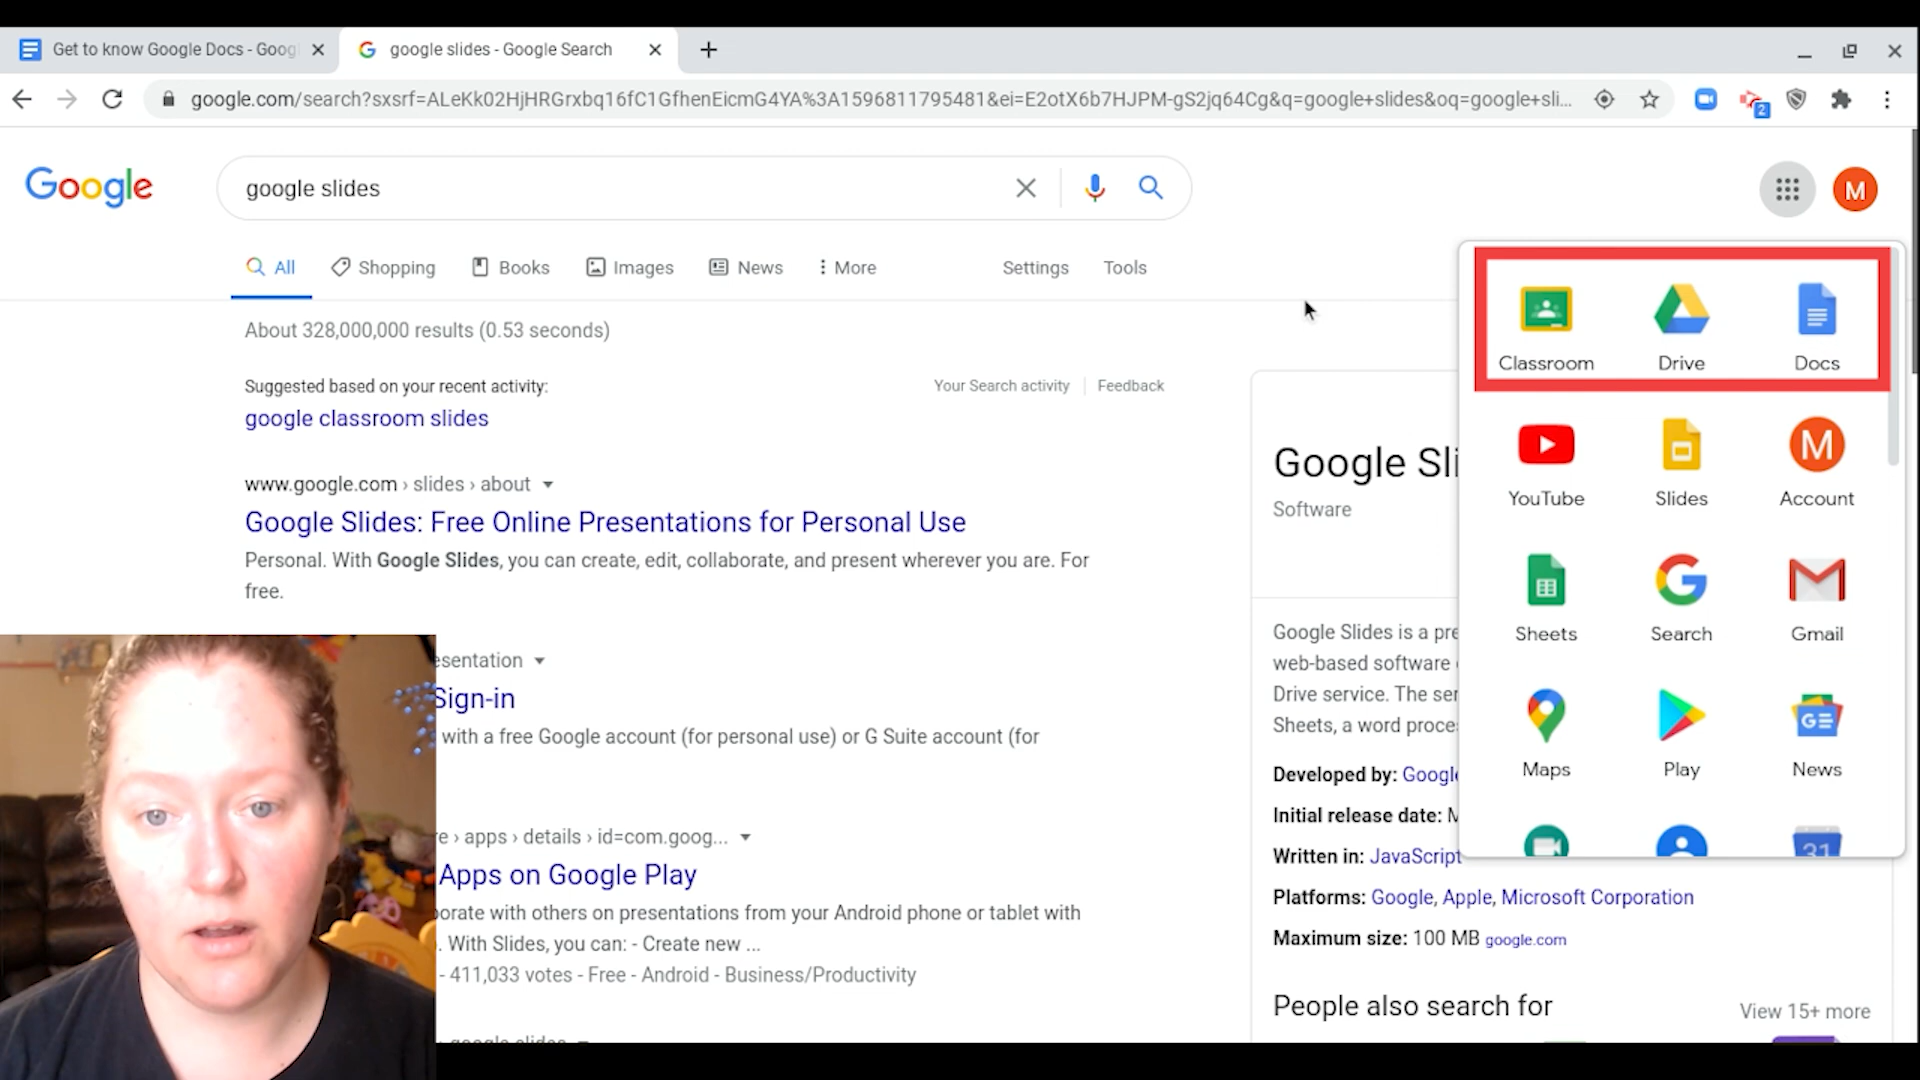 Get to know Google Docs - Goog
google slides - Google Search
google.com/search?sxsrf=ALeKk02HjHRGrxbq16fC1GfhenEicmG4YA%3A1596811795481&ei=E2otX6b7HJPM-gS2jq64Cg&q=google+slides&oq=google+sli...
2
Google
google slides
M
All
Shopping
Books
Images
News
More
Settings
Tools
About 328,000,000 results (0.53 seconds)
Suggested based on your recent activity:
Your Search activity
Feedback
google classroom slides
www.google.com › slides › about
Google Slides: Free Online Presentations for Personal Use
Personal. With Google Slides, you can create, edit, collaborate, and present wherever you are. For
free.
esentation
Sign-in
with a free Google account (for personal use) or G Suite account (for
e › apps › details › id=com.goog...
Apps on Google Play
orate with others on presentations from your Android phone or tablet with
. With Slides, you can: - Create new ...
- 411,033 votes - Free - Android - Business/Productivity
google slides
Google Sli
Software
Google Slides is a pre
web-based software
Drive service. The ser
Sheets, a word proce
Developed by: Google
Initial release date: M
Written in: JavaScript
Platforms: Google, Apple, Microsoft Corporation
Maximum size: 100 MB google.com
People also search for
View 15+ more
Classroom
Drive
Docs
YouTube
Slides
M
Account
Sheets
Search
Gmail
Maps
Play
GE
News
31